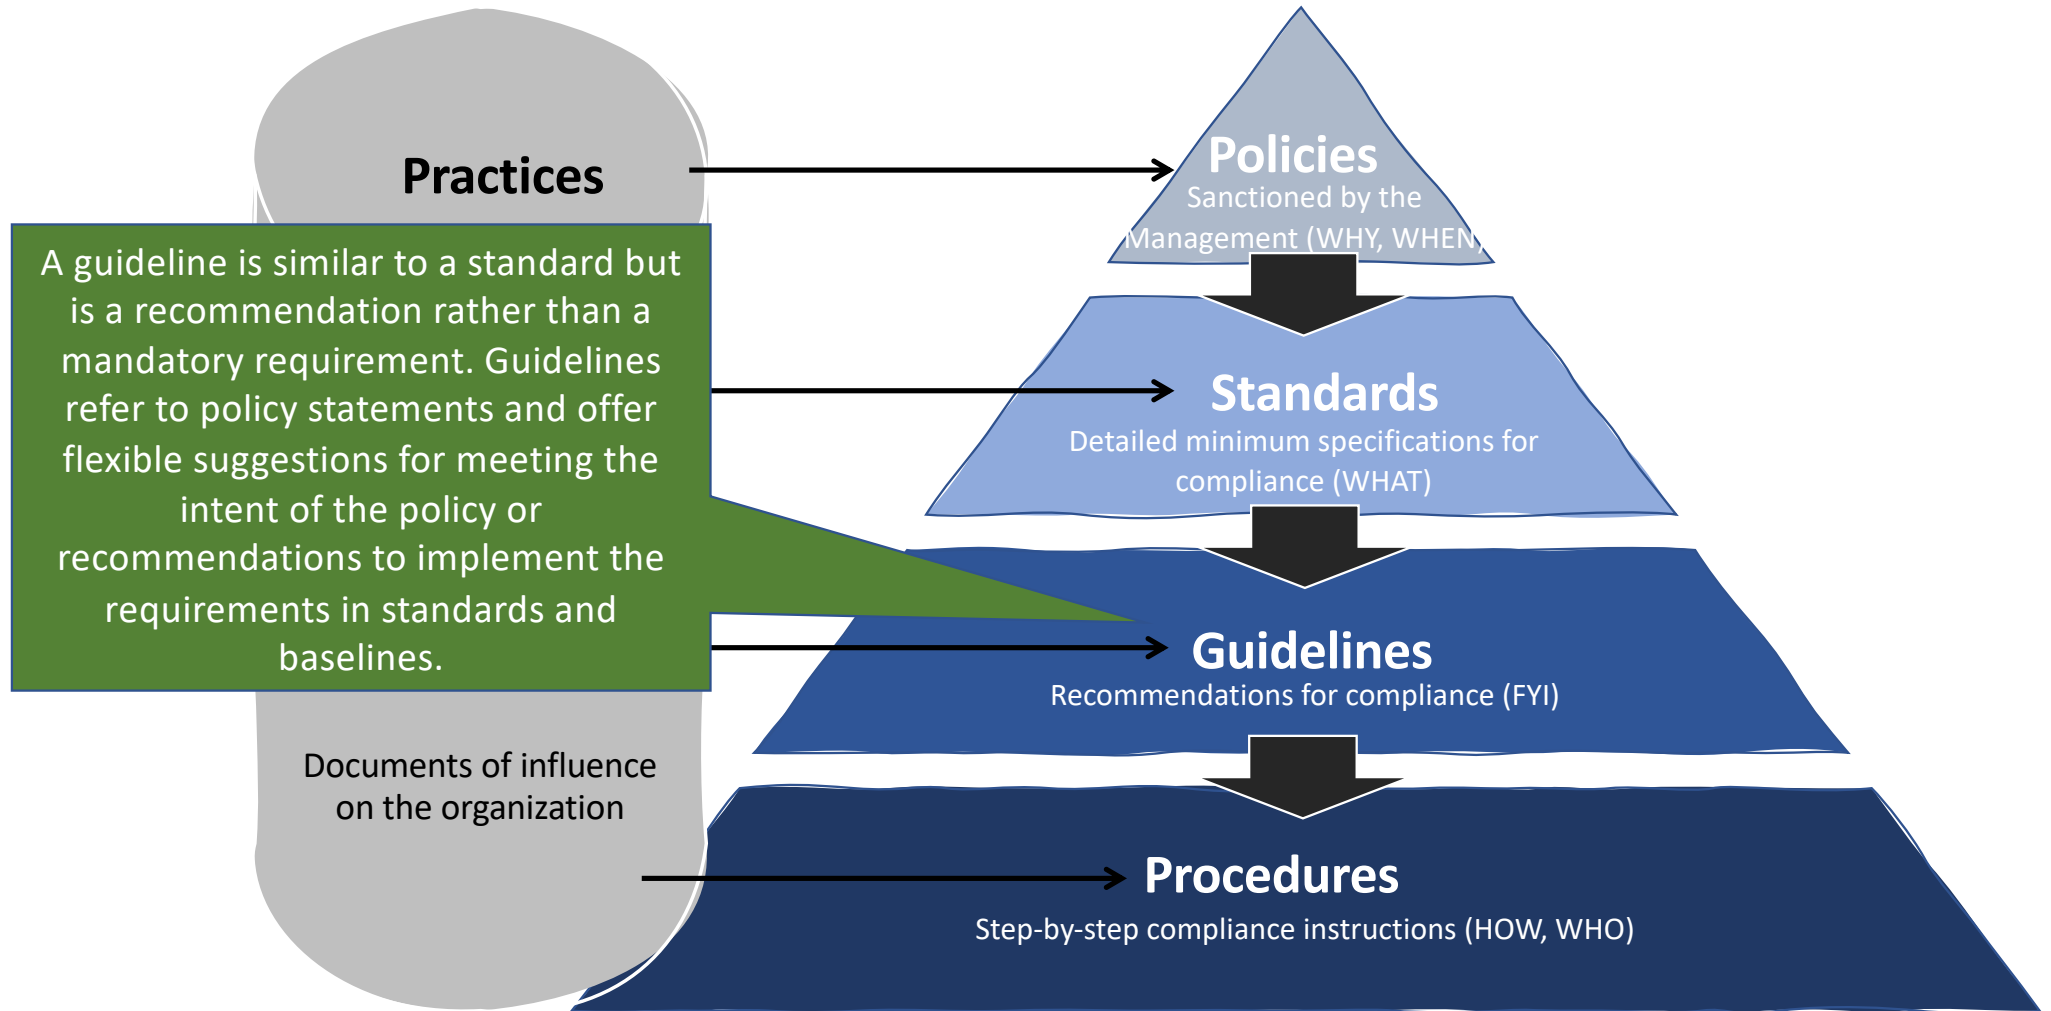 Practices
A guideline is similar to a standard but
is a recommendation rather than a
mandatory requirement. Guidelines
refer to policy statements and offer
flexible suggestions for meeting the
intent of the policy or
recommendations to implement the
requirements in standards and
baselines.
Documents of influence
on the organization
Policies
Sanctioned by the
Management (WHY, WHEN)
Standards
Detailed minimum specifications for
compliance (WHAT)
Guidelines
Recommendations for compliance (FYI)
Procedures
Step-by-step compliance instructions (HOW, WHO)